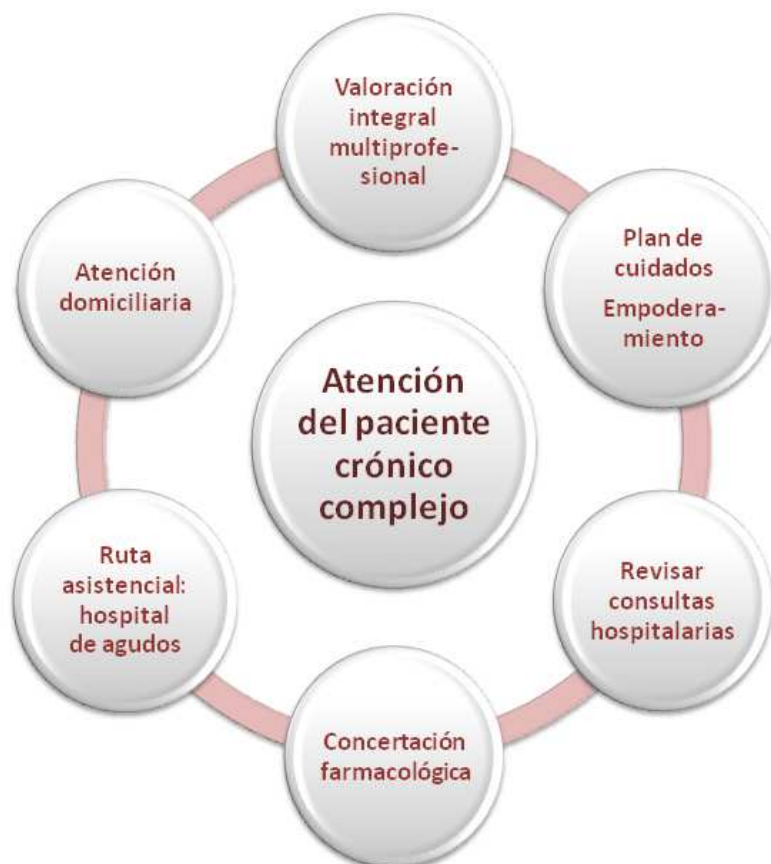 Valoración
integral
multiprofe-
sional
Plan de
cuidados
Empodera-
miento
Revisar
consultas
hospitalarias
Concertación
farmacológica
Ruta
asistencial:
hospital
de agudos
Atención
domiciliaria
Atención
del paciente
crónico
complejo